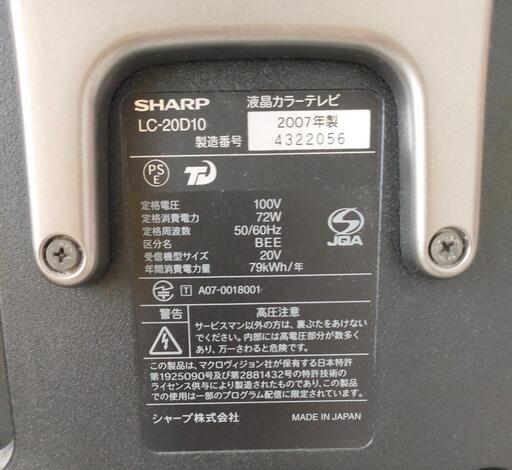 SHARP 液晶カラーテレビ
LC-20D10 2007年製
製造番号 4322056
PS
E
TD
定格電圧 100V
定格消費電力 72W
定格周波数 50/60Hz
区分名 BEE
受信機型サイズ 20V
年間消費電力量 79kWh/年
JQA
T A07-0018001
警告 高圧注意
サービスマン以外の方は、裏ぶたをあけないで
ください。内部には高電圧部分が数多く
あり、万一さわると危険です。
この製品は、マクロヴィジョン社が保有する日本特許
第1925090号及び第2881432号の特許技術の
ライセンス供与により製造されたものであり、この製品
での使用は一部プログラム配信に限定されています。
シャープ株式会社 MADE IN JAPAN